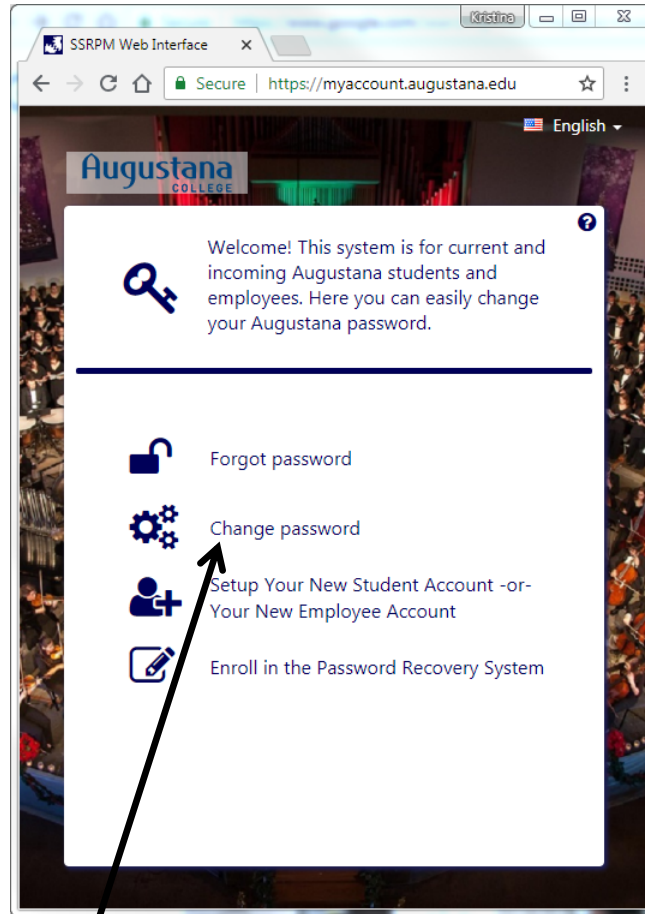 Kristina
SSRPM Web Interface
Secure | https://myaccount.augustana.edu
English
Augustana
COLLEGE
Welcome! This system is for current and
incoming Augustana students and
employees. Here you can easily change
your Augustana password.
Forgot password
Change password
Setup Your New Student Account -or-
Your New Employee Account
Enroll in the Password Recovery System